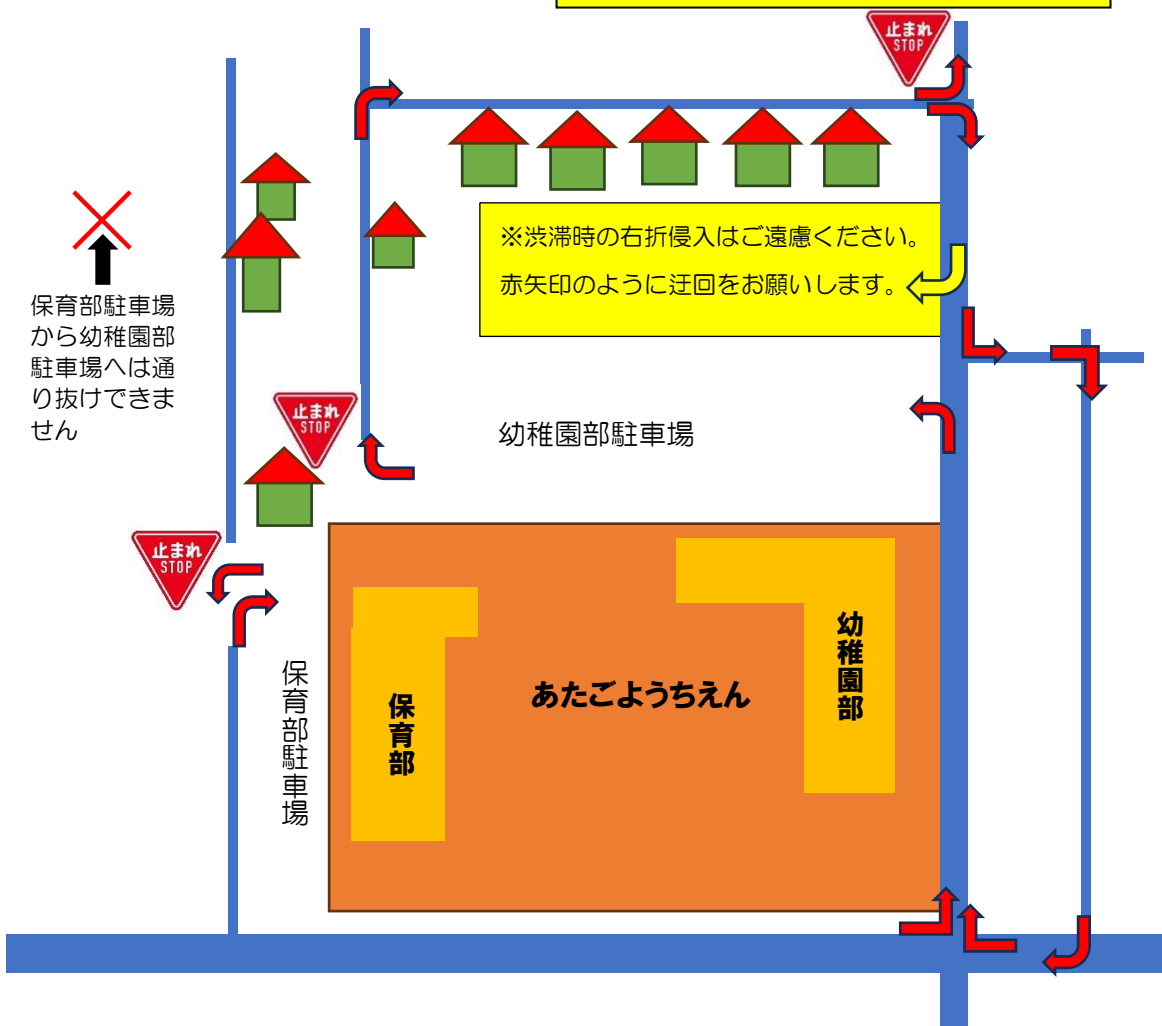 止まれ
STOP
※渋滞時の右折侵入はご遠慮ください。
赤矢印のように迂回をお願いします。
保育部駐車場
から幼稚園部
駐車場へは通
り抜けできま
せん
止まれ
STOP
幼稚園部駐車場
止まれ
STOP
保育部駐車場
保育部
あたごようちえん
幼稚園部